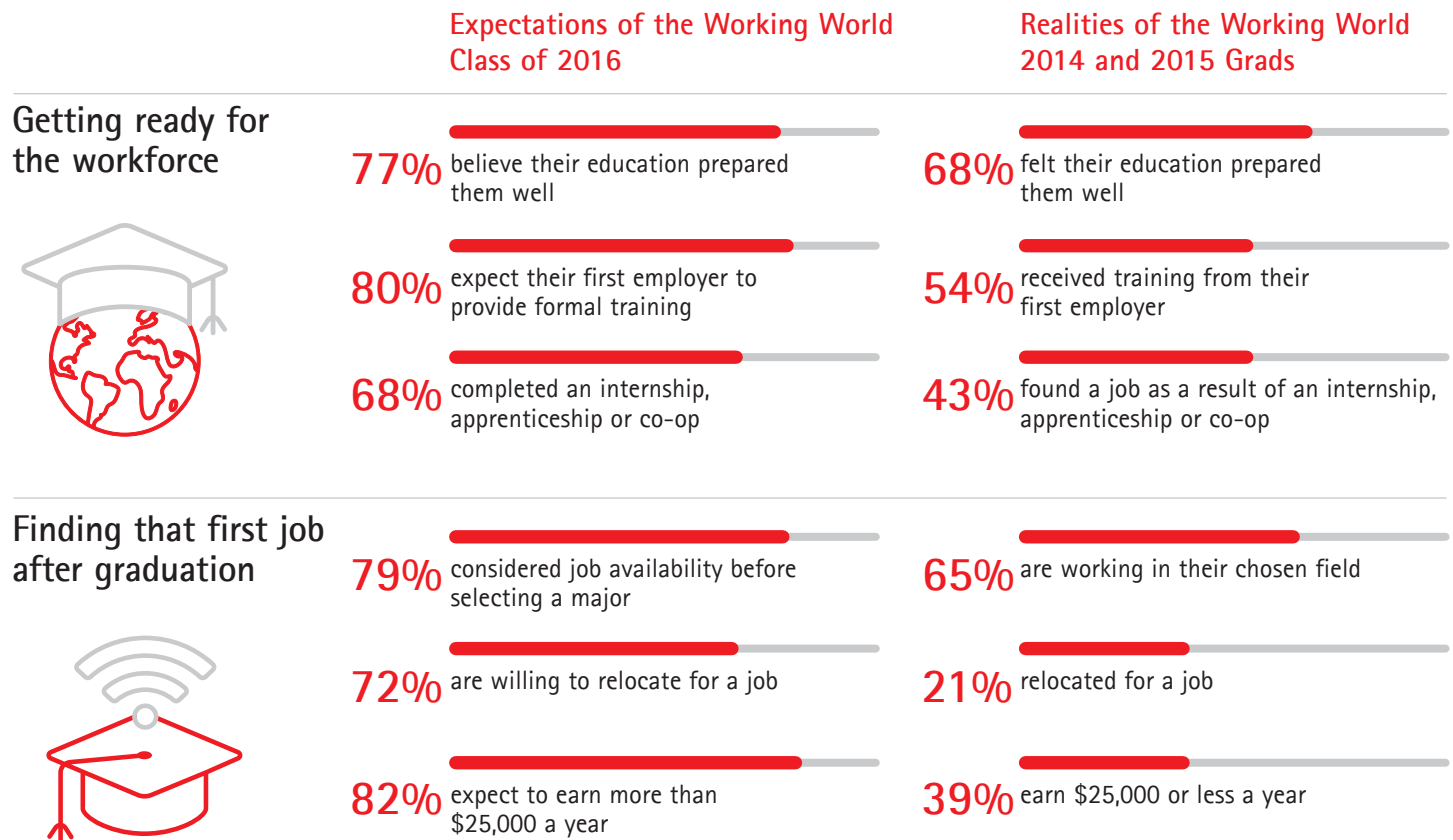 Expectations of the Working World
Class of 2016
Realities of the Working World
2014 and 2015 Grads
Getting ready for
the workforce
77% believe their education prepared
them well
68% felt their education prepared
them well
80% expect their first employer to
provide formal training
54% received training from their
first employer
68% completed an internship,
apprenticeship or co-op
43% found a job as a result of an internship,
apprenticeship or co-op
Finding that first job
after graduation
79% considered job availability before
selecting a major
65% are working in their chosen field
72% are willing to relocate for a job
21% relocated for a job
82% expect to earn more than
$25,000 a year
39% earn $25,000 or less a year